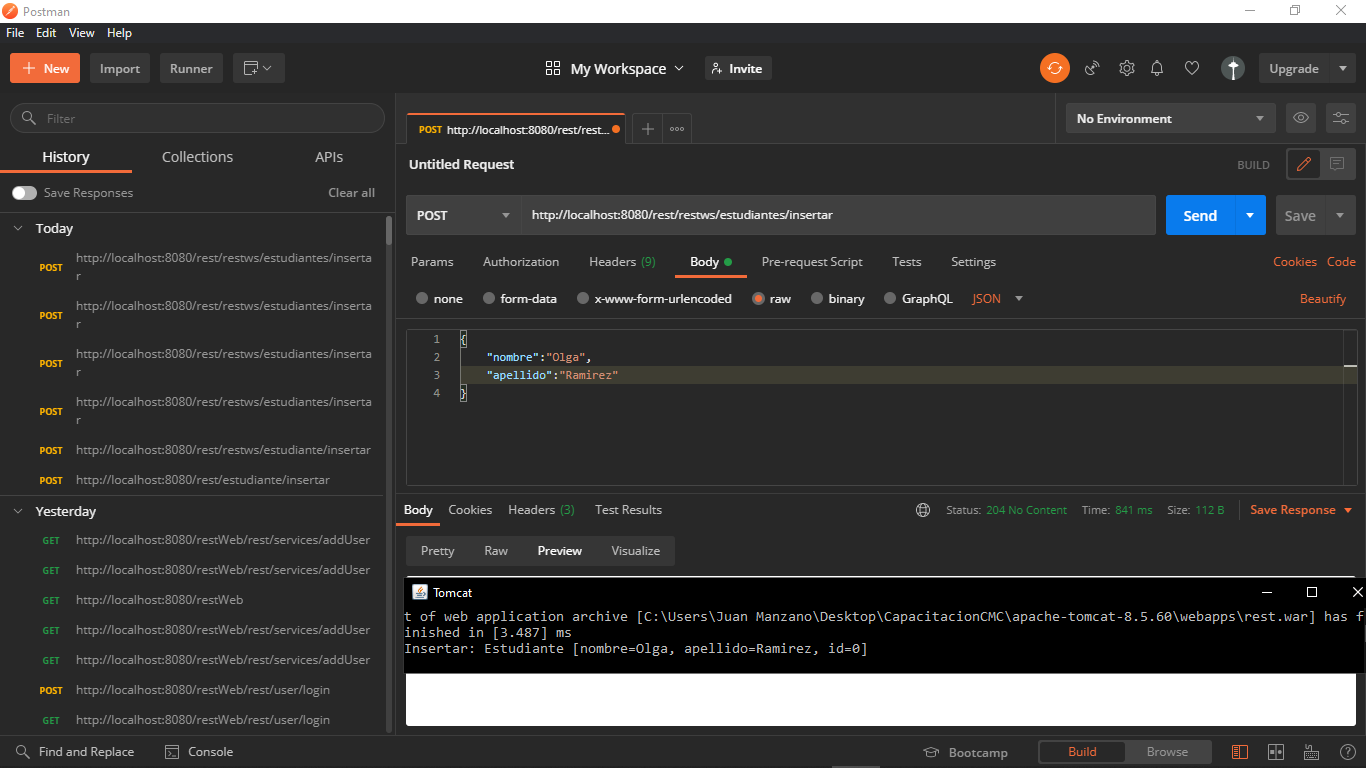 Postman
File Edit View Help
New Import Runner My Workspace Invite Upgrade
Filter
History Collections APIs
Save Responses Clear all
Today
POST http://localhost:8080/rest/restws/estudiantes/inserta
r
POST http://localhost:8080/rest/restws/estudiantes/inserta
r
POST http://localhost:8080/rest/restws/estudiantes/inserta
r
POST http://localhost:8080/rest/restws/estudiantes/inserta
r
POST http://localhost:8080/rest/restws/estudiante/insertar
POST http://localhost:8080/rest/estudiante/insertar
Yesterday
GET http://localhost:8080/restWeb/rest/services/addUser
GET http://localhost:8080/restWeb/rest/services/addUser
GET http://localhost:8080/restWeb
GET http://localhost:8080/restWeb/rest/services/addUser
GET http://localhost:8080/restWeb/rest/services/addUser
POST http://localhost:8080/restWeb/rest/user/login
GET http://localhost:8080/restWeb/rest/user/login
POST http://localhost:8080/rest/rest...
No Environment
Untitled Request BUILD
POST http://localhost:8080/rest/restws/estudiantes/insertar Send Save
Params Authorization Headers (9) Body Pre-request Script Tests Settings Cookies Code
none form-data x-www-form-urlencoded raw binary GraphQL JSON Beautify
1 {
2 "nombre":"Olga",
3 "apellido":"Ramirez"
4 }
Body Cookies Headers (3) Test Results Status: 204 No Content Time: 841 ms Size: 112 B Save Response
Pretty Raw Preview Visualize
Tomcat
t of web application archive [C:\Users\Juan Manzano\Desktop\CapacitacionCMC\apache-tomcat-8.5.60\webapps\rest.war] has f
inished in [3.487] ms
Insertar: Estudiante [nombre=Olga, apellido=Ramirez, id=0]
Find and Replace Console Bootcamp Build Browse